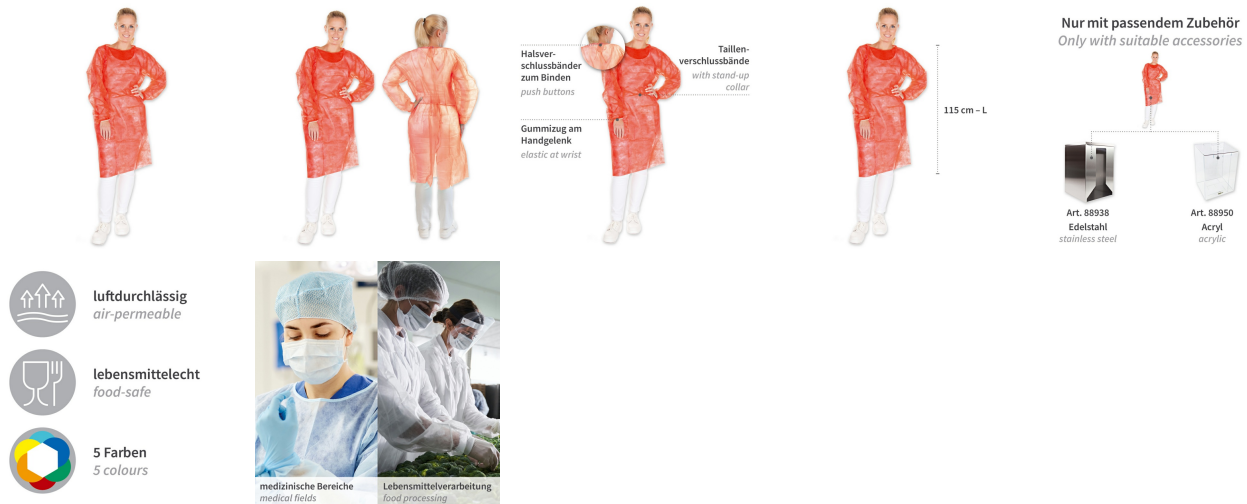 Halsver-
schlussbänder
zum Binden
push buttons
Gummizug am
Handgelenk
elastic at wrist
Taillen-
verschlussbände
with stand-up
collar
115 cm – L
Nur mit passendem Zubehör
Only with suitable accessories
Art. 88938
Edelstahl
stainless steel
Art. 88950
Acryl
acrylic
luftdurchlässig
air-permeable
lebensmittelecht
food-safe
5 Farben
5 colours
medizinische Bereiche
medical fields
Lebensmittelverarbeitung
food processing